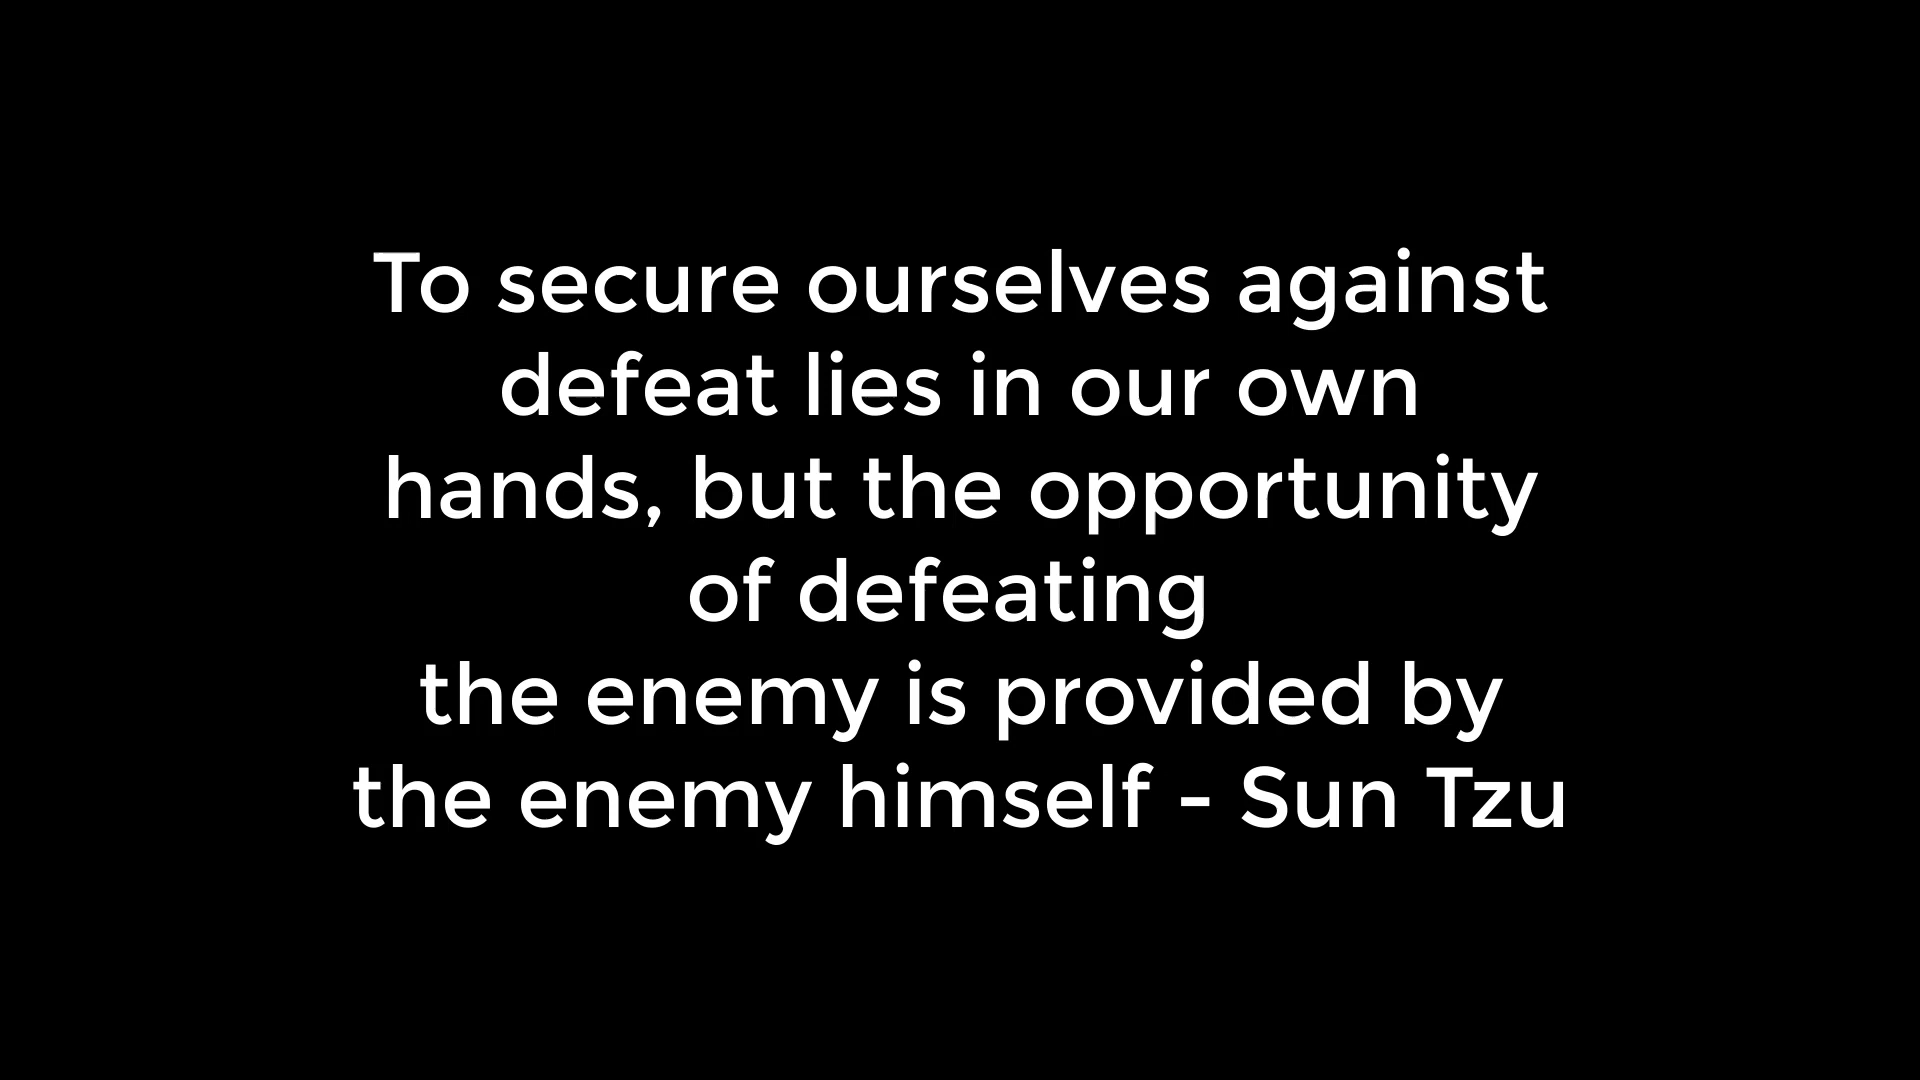 To secure ourselves against
defeat lies in our own
hands, but the opportunity
of defeating
the enemy is provided by
the enemy himself - Sun Tzu